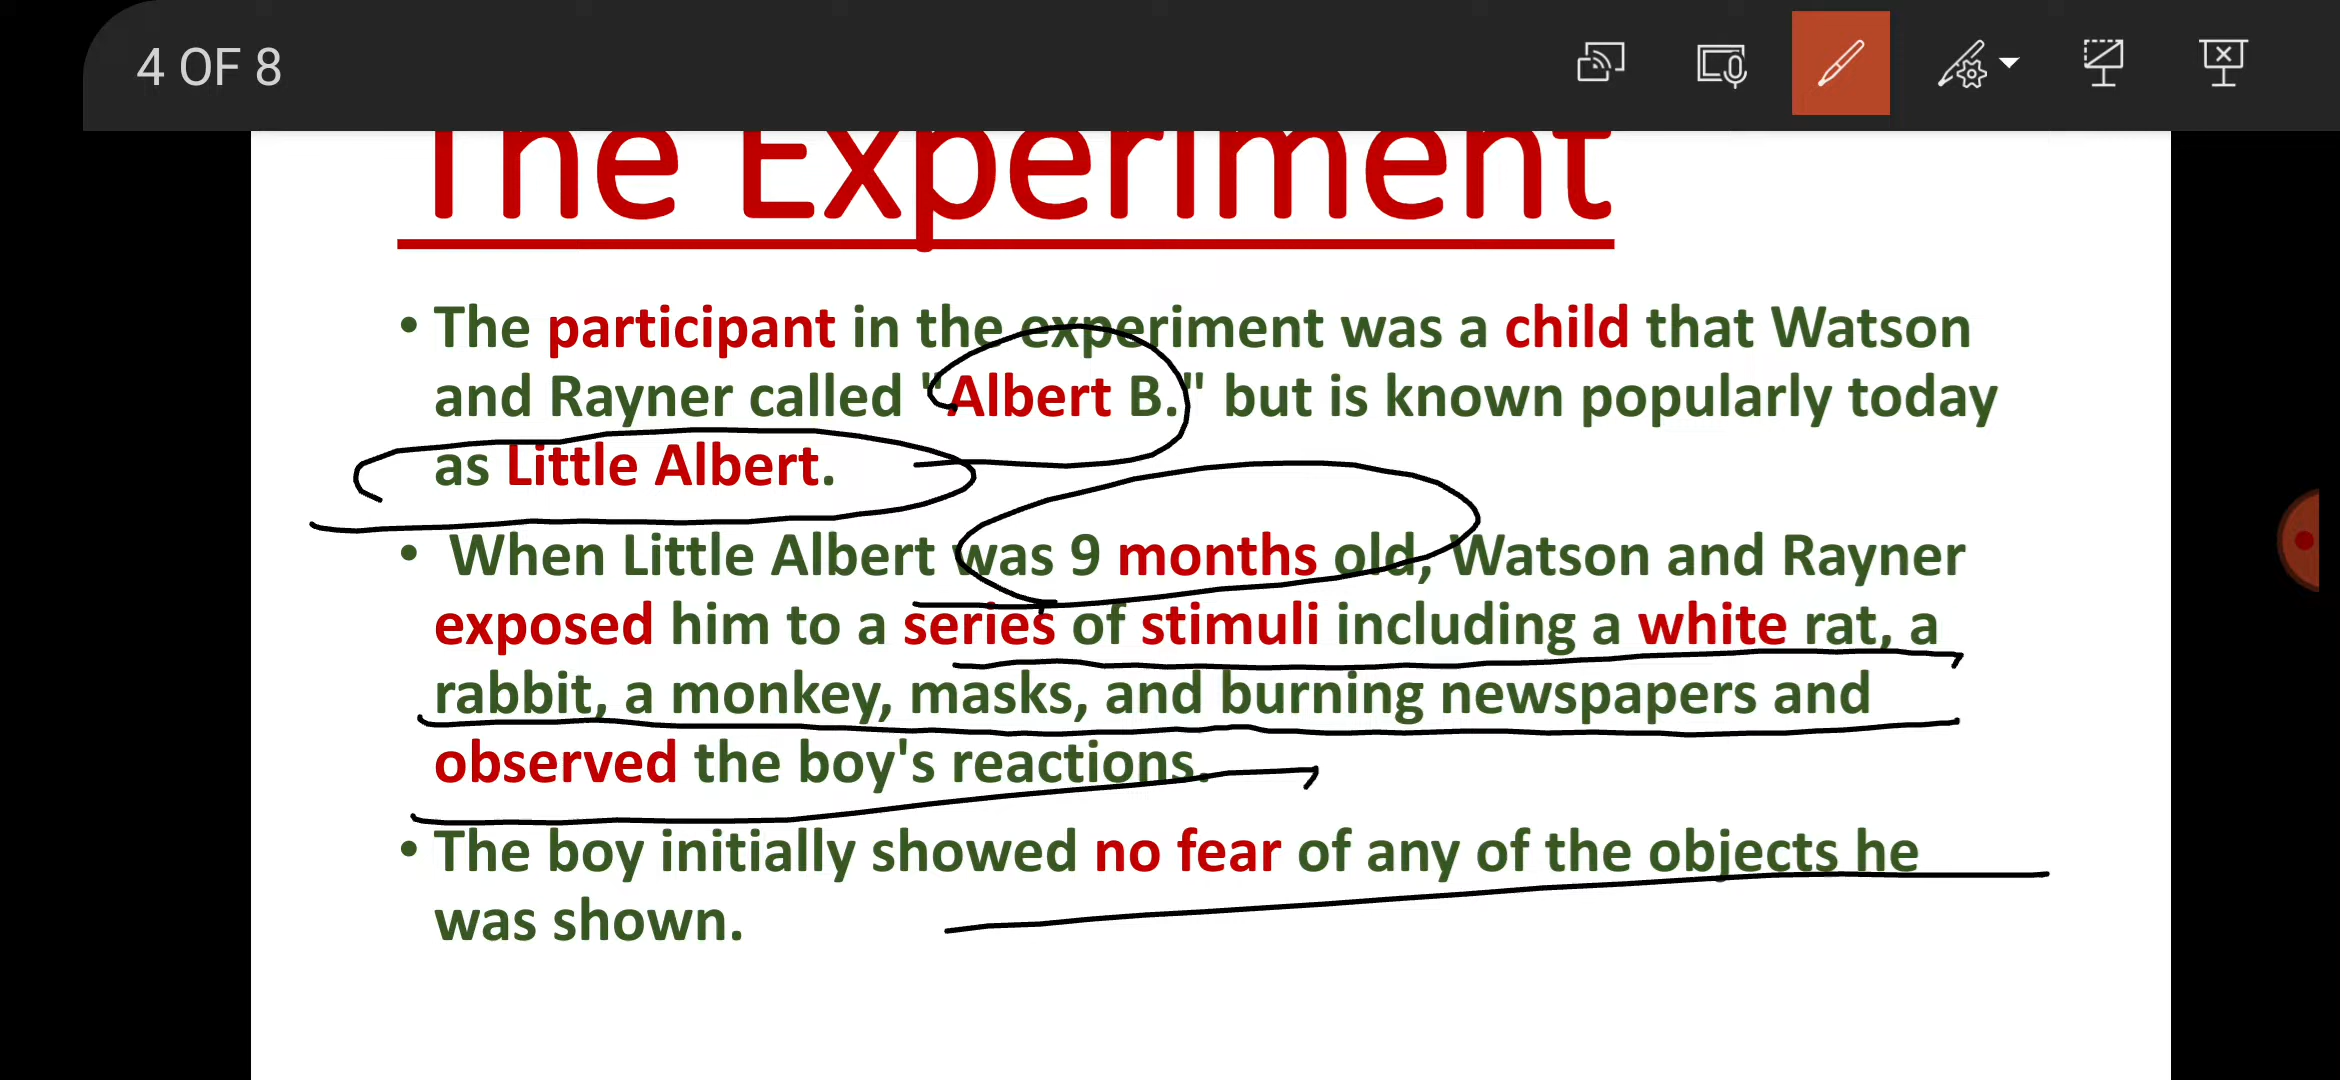 4 OF 8
The Experiment
• The participant in the experiment was a child that Watson
and Rayner called "Albert B." but is known popularly today
as Little Albert.
• When Little Albert was 9 months old, Watson and Rayner
exposed him to a series of stimuli including a white rat, a
rabbit, a monkey, masks, and burning newspapers and
observed the boy's reactions.
• The boy initially showed no fear of any of the objects he
was shown.